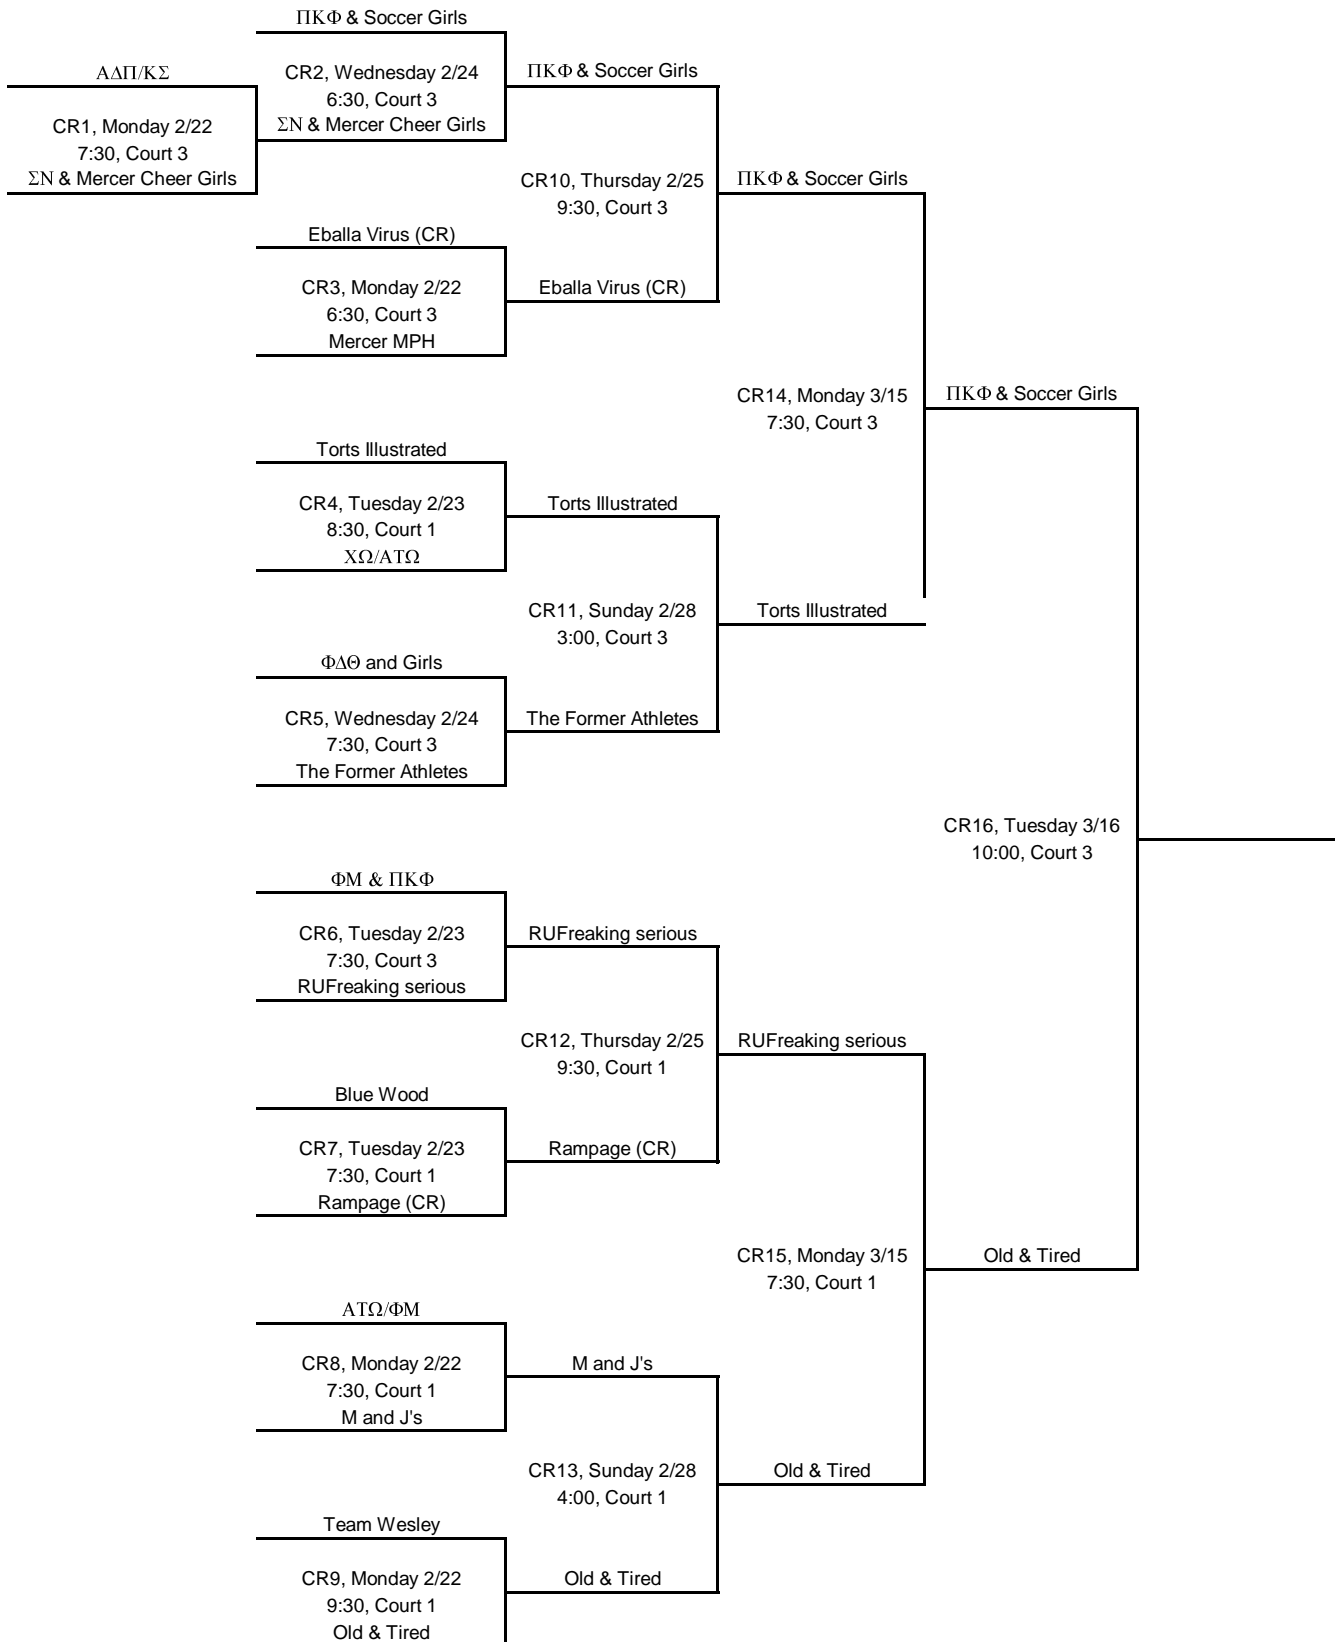 ΠΚΦ & Soccer Girls
ΑΔΠ/ΚΣ
CR2, Wednesday 2/24
6:30, Court 3
ΠΚΦ & Soccer Girls
CR1, Monday 2/22
7:30, Court 3
ΣΝ & Mercer Cheer Girls
ΣΝ & Mercer Cheer Girls
CR10, Thursday 2/25
9:30, Court 3
ΠΚΦ & Soccer Girls
Eballa Virus (CR)
CR3, Monday 2/22
6:30, Court 3
Mercer MPH
Eballa Virus (CR)
CR14, Monday 3/15
7:30, Court 3
ΠΚΦ & Soccer Girls
Torts Illustrated
CR4, Tuesday 2/23
8:30, Court 1
ΧΩ/ΑΤΩ
Torts Illustrated
CR11, Sunday 2/28
3:00, Court 3
Torts Illustrated
ΦΔΘ and Girls
CR5, Wednesday 2/24
7:30, Court 3
The Former Athletes
The Former Athletes
CR16, Tuesday 3/16
10:00, Court 3
ΦΜ & ΠΚΦ
CR6, Tuesday 2/23
7:30, Court 3
RUFreaking serious
RUFreaking serious
CR12, Thursday 2/25
9:30, Court 1
RUFreaking serious
Blue Wood
CR7, Tuesday 2/23
7:30, Court 1
Rampage (CR)
Rampage (CR)
CR15, Monday 3/15
7:30, Court 1
Old & Tired
ΑΤΩ/ΦΜ
CR8, Monday 2/22
7:30, Court 1
M and J's
M and J's
CR13, Sunday 2/28
4:00, Court 1
Old & Tired
Team Wesley
CR9, Monday 2/22
9:30, Court 1
Old & Tired
Old & Tired